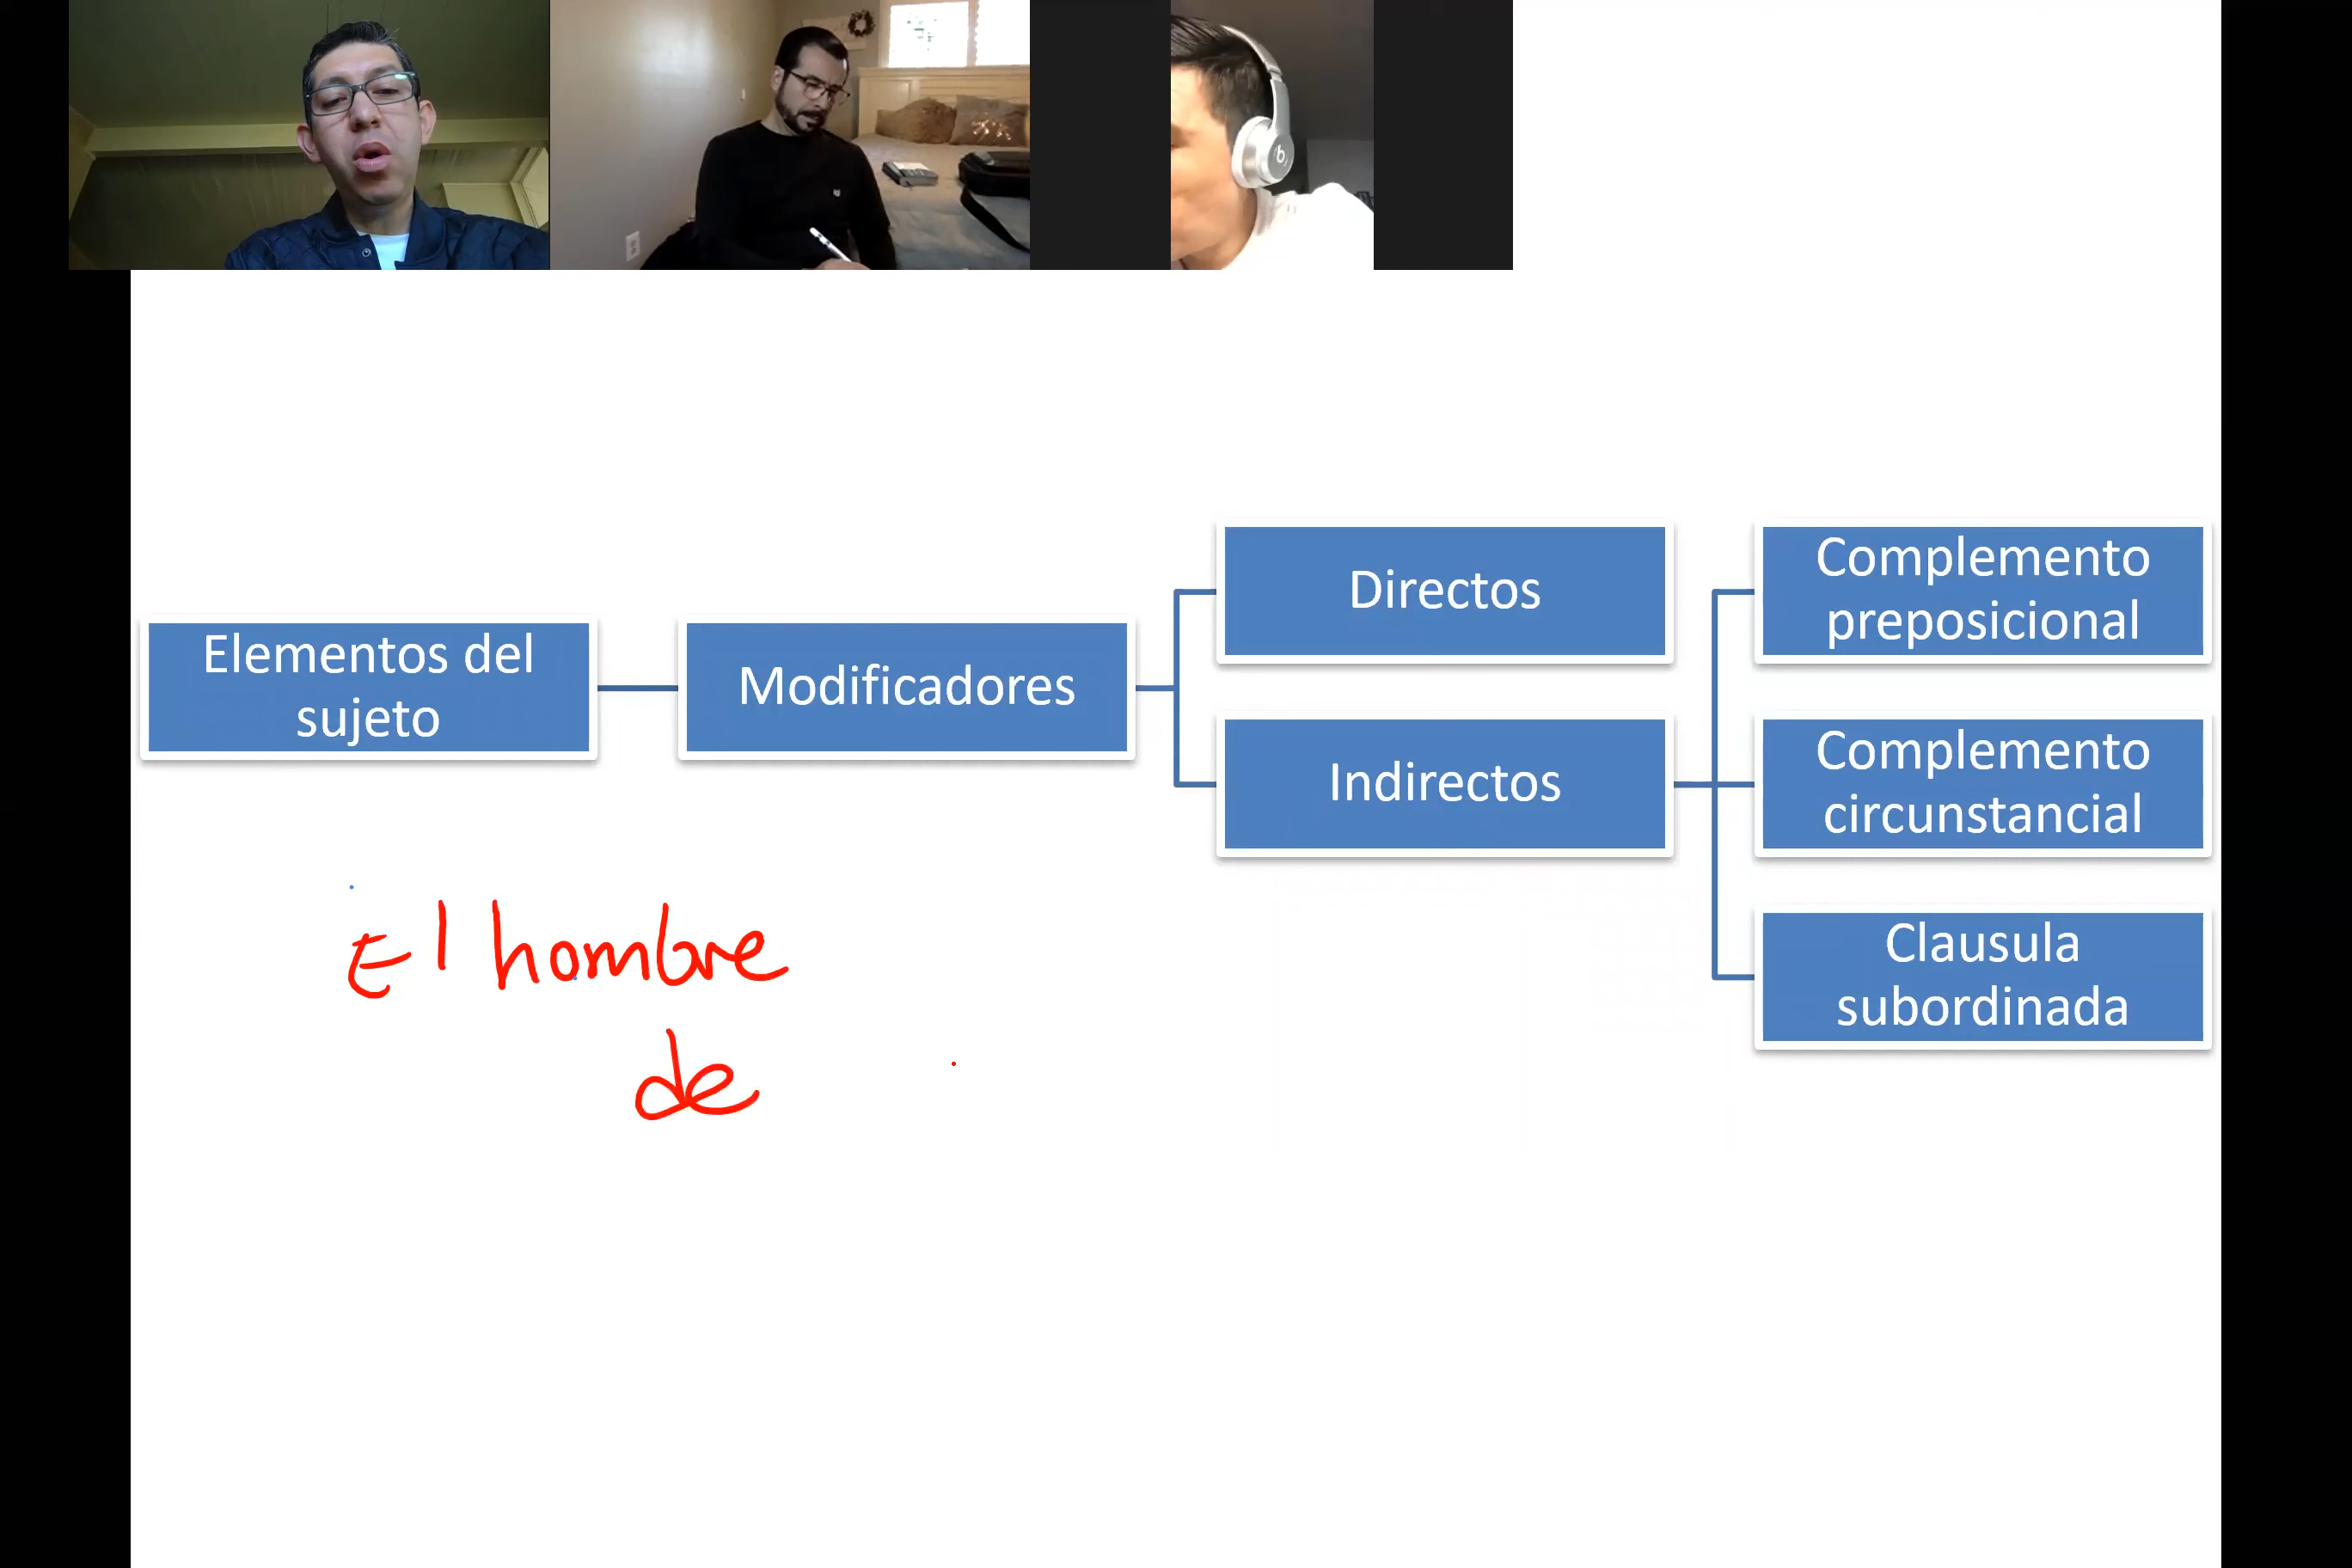 b
Elementos del
sujeto
Modificadores
Directos
Indirectos
Complemento
preposicional
Complemento
circunstancial
Clausula
subordinada
El hombre
de